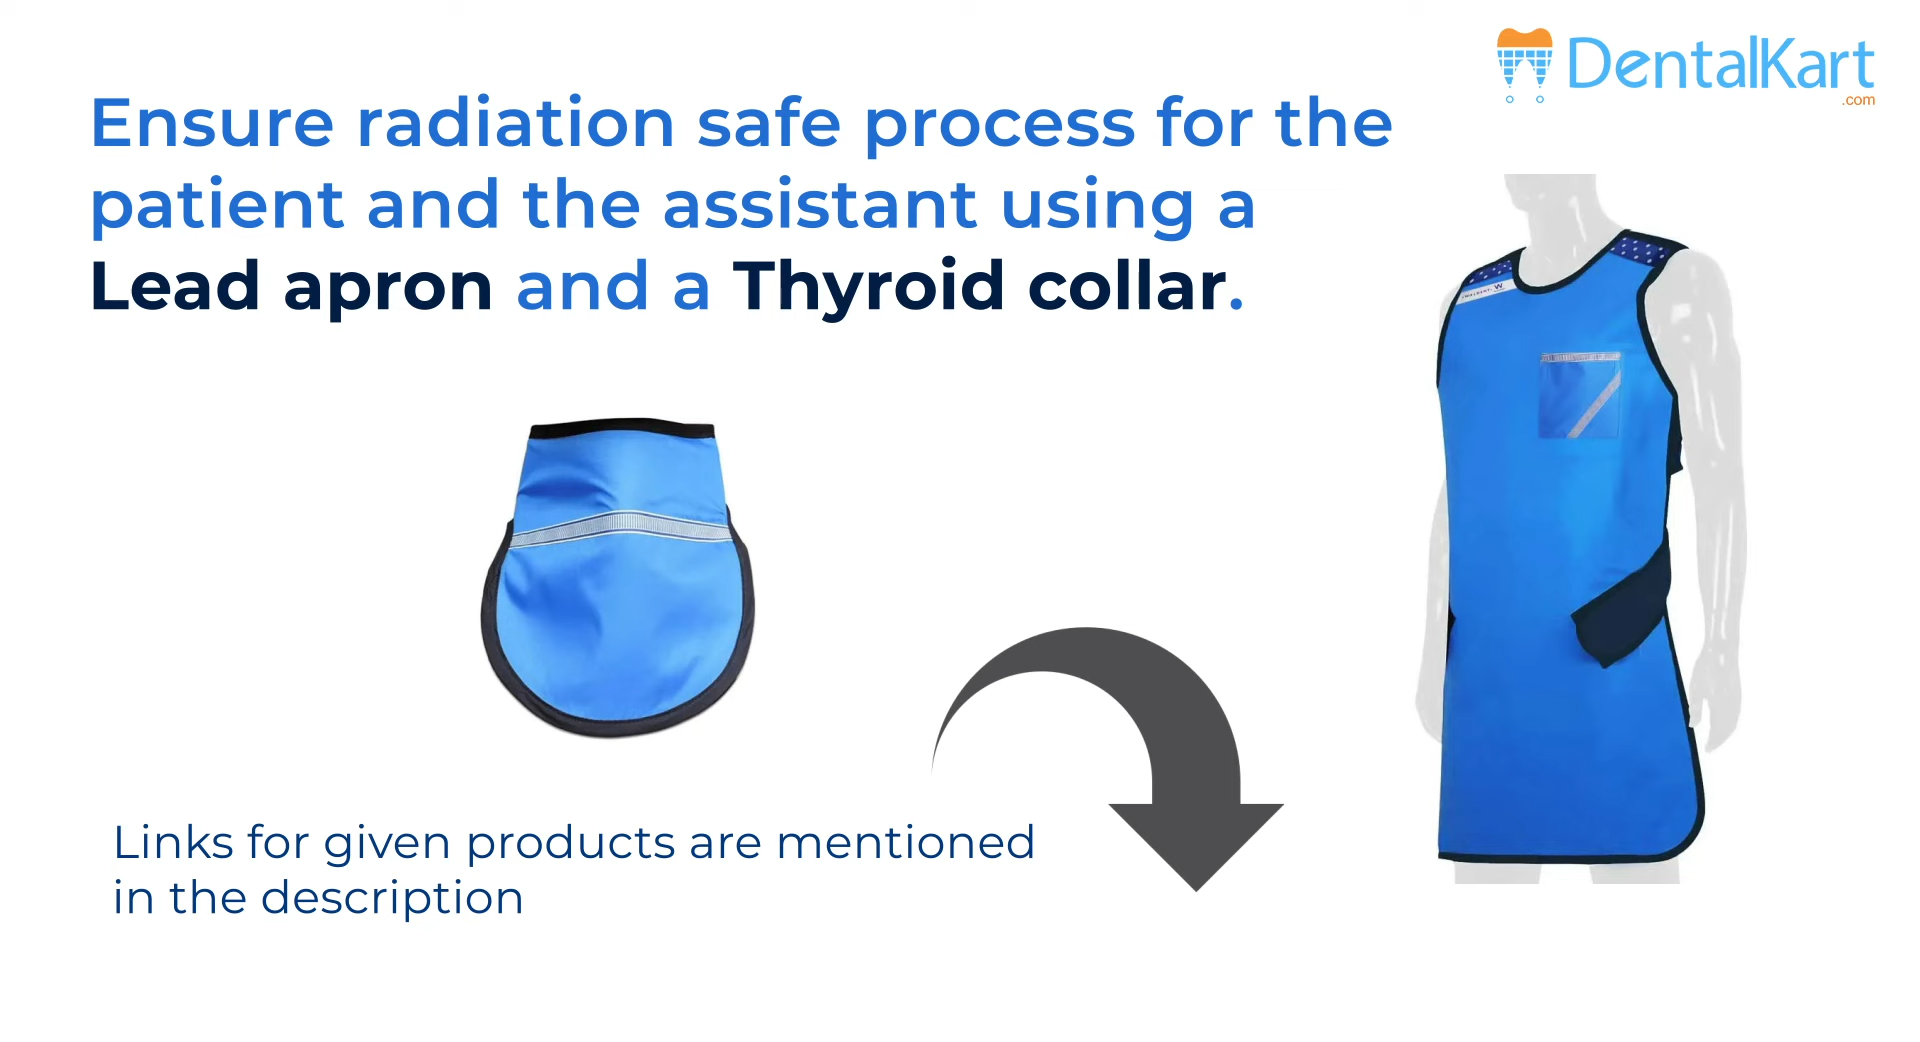 DentalKart
.com
Ensure radiation safe process for the
patient and the assistant using a
Lead apron and a Thyroid collar.
Links for given products are mentioned
in the description